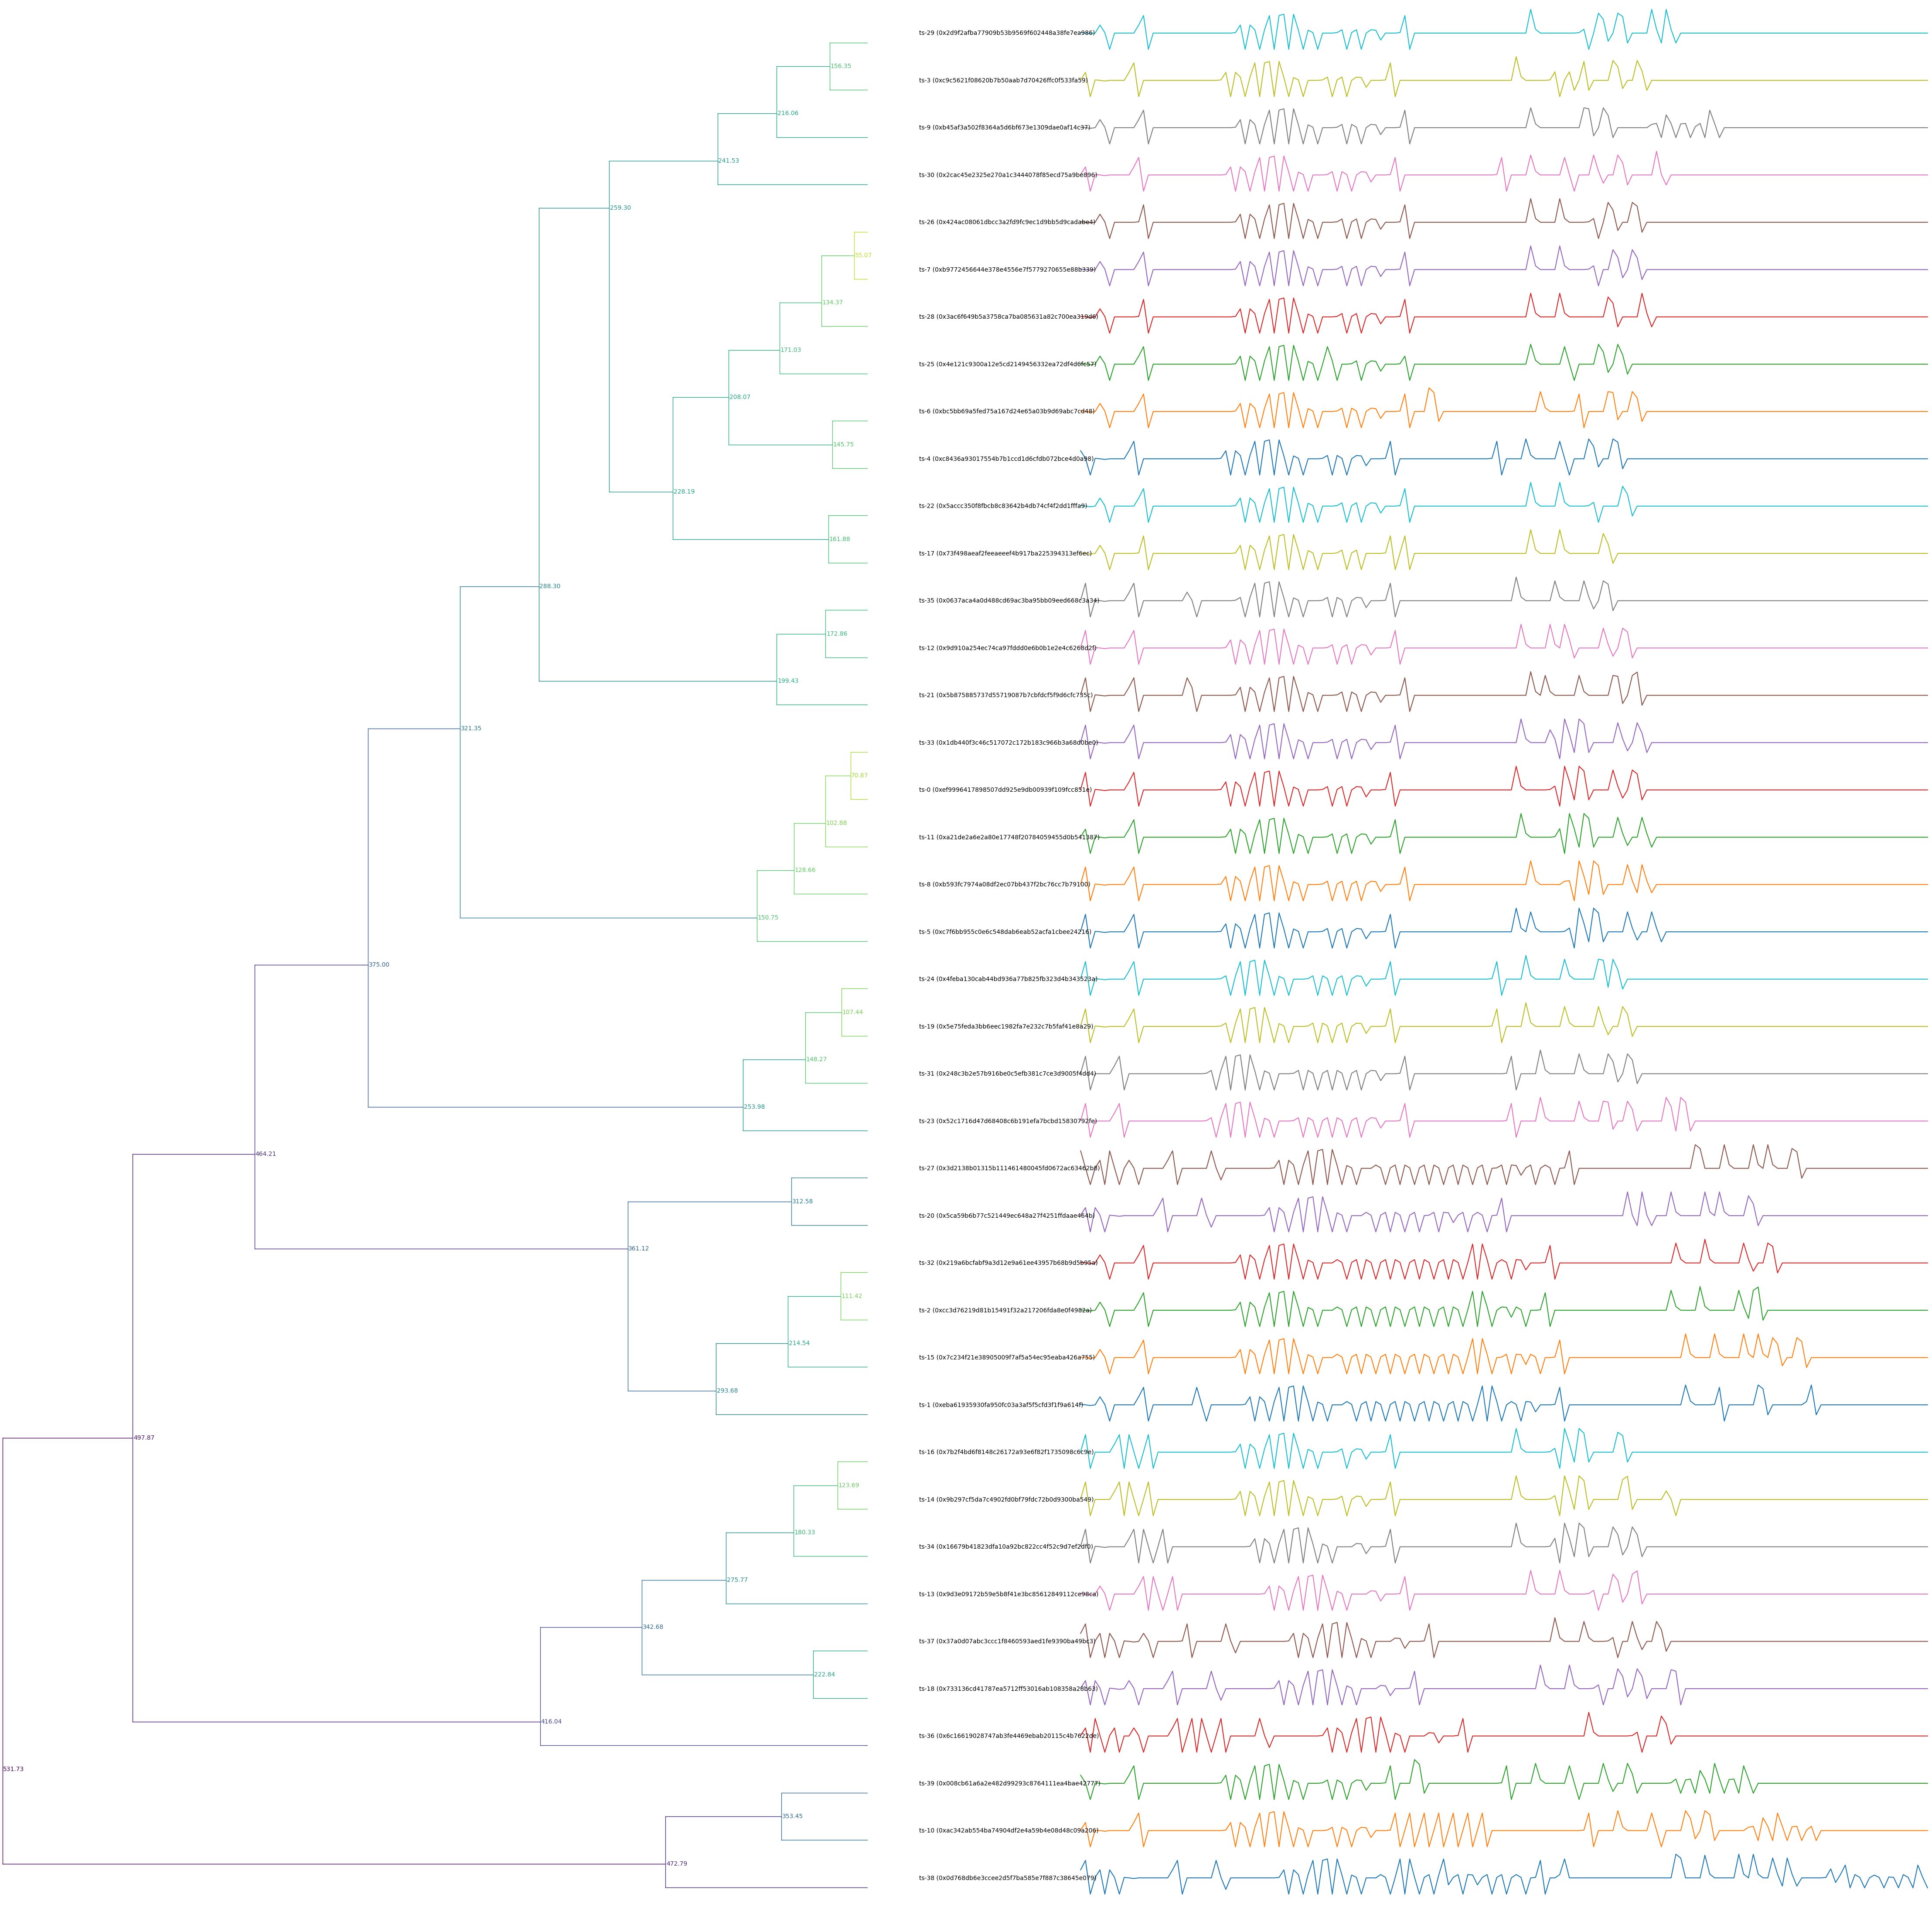 ts-29 (0x2d9f2afba77909b53b9569f602448a38fe7ea986)
156.35
ts-3 (0xc9c5621f08620b7b50aab7d70426ffc0f533fa59)
216.06
ts-9 (0xb45af3a502f8364a5d6bf673e1309dae0af14c37)
241.53
ts-30 (0x2cac45e2325e270a1c3444078f85ecd75a9be896)
259.30
ts-26 (0x424ac08061dbcc3a2fd9fc9ec1d9bb5d9cadabe4)
55.07
ts-7 (0xb9772456644e378e4556e7f5779270655e88b339)
134.37
ts-28 (0x3ac6f649b5a3758ca7ba085631a82c700ea319d6)
171.03
ts-25 (0x4e121c9300a12e5cd2149456332ea72df4d6fc57)
208.07
ts-6 (0xbc5bb69a5fed75a167d24e65a03b9d69abc7cd48)
145.75
ts-4 (0xc8436a93017554b7b1ccd1d6cfdb072bce4d0a98)
228.19
ts-22 (0x5accc350f8fbcb8c83642b4db74cf4f2dd1fffa9)
161.88
ts-17 (0x73f498aeaf2feeaeeef4b917ba225394313ef6ec)
288.30
ts-35 (0x0637aca4a0d488cd69ac3ba95bb09eed668c3a34)
172.86
ts-12 (0x9d910a254ec74ca97fddd0e6b0b1e2e4c6268d2f)
199.43
ts-21 (0x5b875885737d55719087b7cbfdcf5f9d6cfc735c)
321.35
ts-33 (0x1db440f3c46c517072c172b183c966b3a68d0be0)
70.87
ts-0 (0xef9996417898507dd925e9db00939f109fcc851e)
102.88
ts-11 (0xa21de2a6e2a80e17748f20784059455d0b541387)
128.66
ts-8 (0xb593fc7974a08df2ec07bb437f2bc76cc7b79100)
150.75
ts-5 (0xc7f6bb955c0e6c548dab6eab52acfa1cbee24216)
375.00
ts-24 (0x4feba130cab44bd936a77b825fb323d4b343523a)
107.44
ts-19 (0x5e75feda3bb6eec1982fa7e232c7b5faf41e8a29)
148.27
ts-31 (0x248c3b2e57b916be0c5efb381c7ce3d9005f4dd4)
253.98
ts-23 (0x52c1716d47d68408c6b191efa7bcbd15830792fe)
464.21
ts-27 (0x3d2138b01315b111461480045fd0672ac63462b8)
312.58
ts-20 (0x5ca59b6b77c521449ec648a27f4251ffdaae484b)
361.12
ts-32 (0x219a6bcfabf9a3d12e9a61ee43957b68b9d5b95a)
111.42
ts-2 (0xcc3d76219d81b15491f32a217206fda8e0f4982a)
214.54
ts-15 (0x7c234f21e38905009f7af5a54ec95eaba426a755)
293.68
ts-1 (0xeba61935930fa950fc03a3af5f5cfd3f1f9a614f)
497.87
ts-16 (0x7b2f4bd6f8148c26172a93e6f82f1735098c6c9e)
123.69
ts-14 (0x9b297cf5da7c4902fd0bf79fdc72b0d9300ba549)
180.33
ts-34 (0x16679b41823dfa10a92bc822cc4f52c9d7ef2df0)
275.77
ts-13 (0x9d3e09172b59e5b8f41e3bc85612849112ce98ca)
342.68
ts-37 (0x37a0d07abc3ccc1f8460593aed1fe9390ba49bc3)
222.84
ts-18 (0x733136cd41787ea5712ff53016ab108358a28b63)
416.04
ts-36 (0x6c16619028747ab3fe4469ebab20115c4b7622de)
531.73
ts-39 (0x008cb61a6a2e482d99293c8764111ea4bae42777)
353.45
ts-10 (0xac342ab554ba74904df2e4a59b4e08d48c09a206)
472.79
ts-38 (0x0d768db6e3ccee2d5f7ba585e7f887c38645e079)